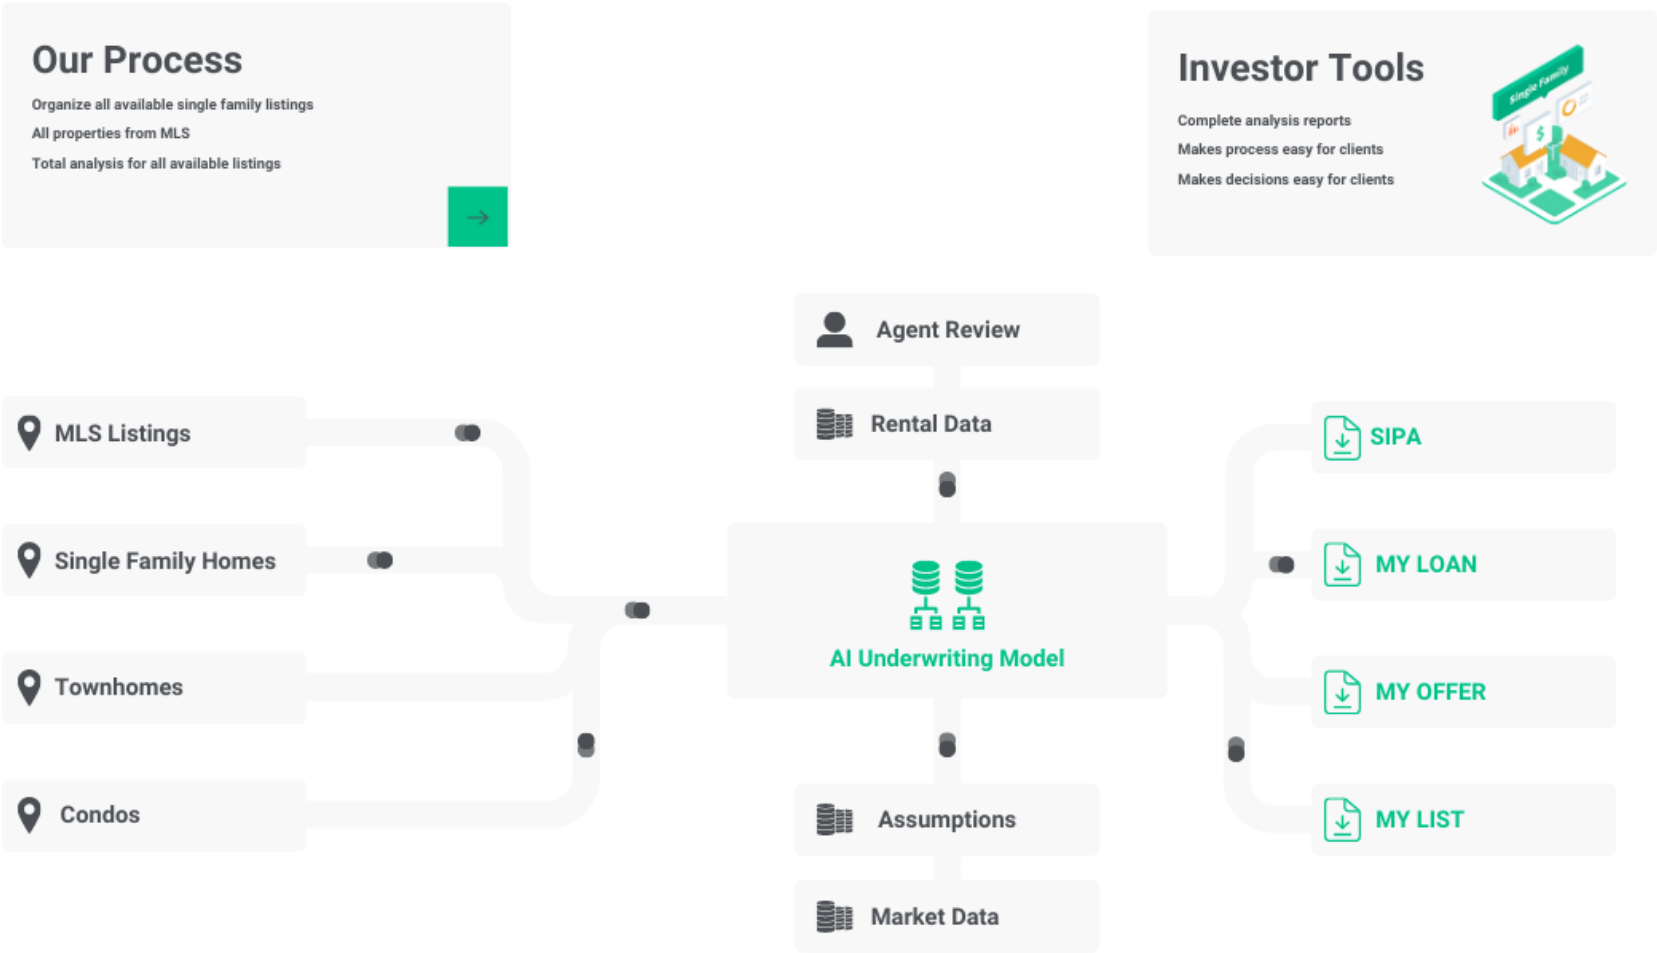 Our Process
Organize all available single family listings
All properties from MLS
Total analysis for all available listings
Investor Tools
Complete analysis reports
Makes process easy for clients
Makes decisions easy for clients
Single Family
$
Agent Review
Rental Data
MLS Listings
Single Family Homes
Townhomes
Condos
AI Underwriting Model
Assumptions
Market Data
SIPA
MY LOAN
MY OFFER
MY LIST